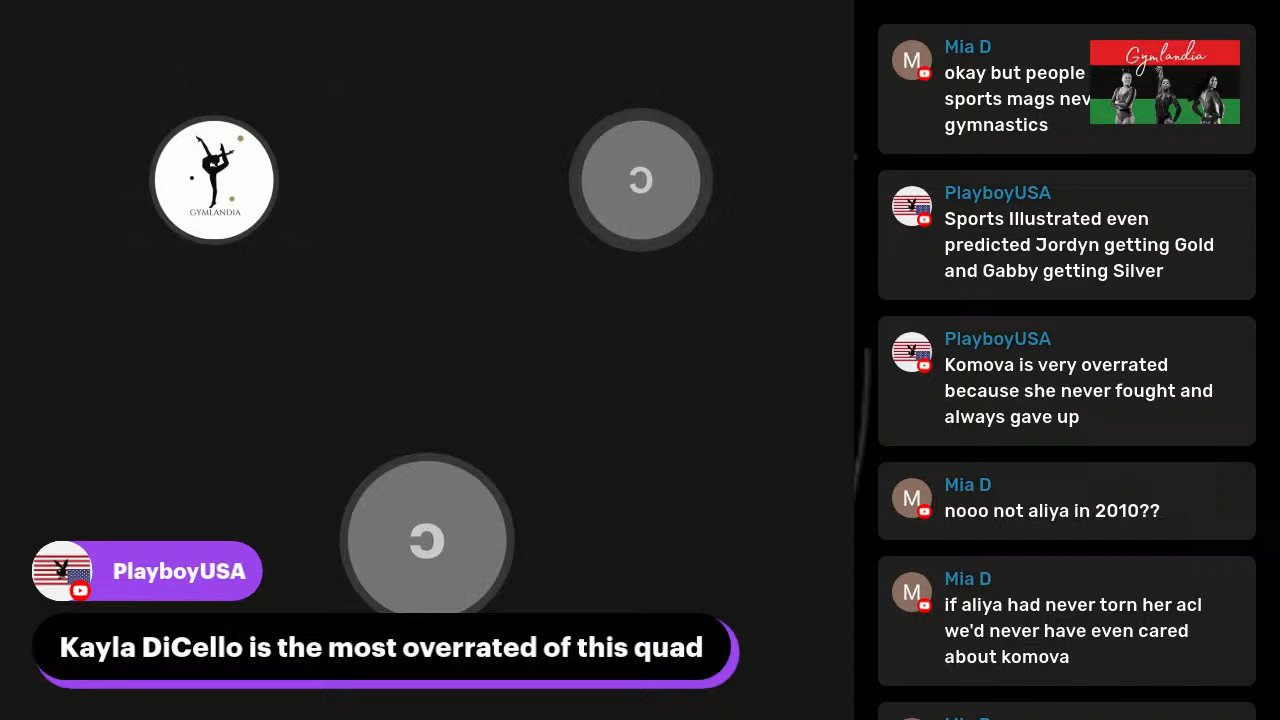 GYMLANDIA
C
C
PlayboyUSA
Kayla DiCello is the most overrated of this quad
M
Mia D
okay but people
sports mags nev
gymnastics
Gymlandia
PlayboyUSA
Sports Illustrated even
predicted Jordyn getting Gold
and Gabby getting Silver
PlayboyUSA
Komova is very overrated
because she never fought and
always gave up
M
Mia D
nooo not aliya in 2010??
M
Mia D
if aliya had never torn her acl
we'd never have even cared
about komova